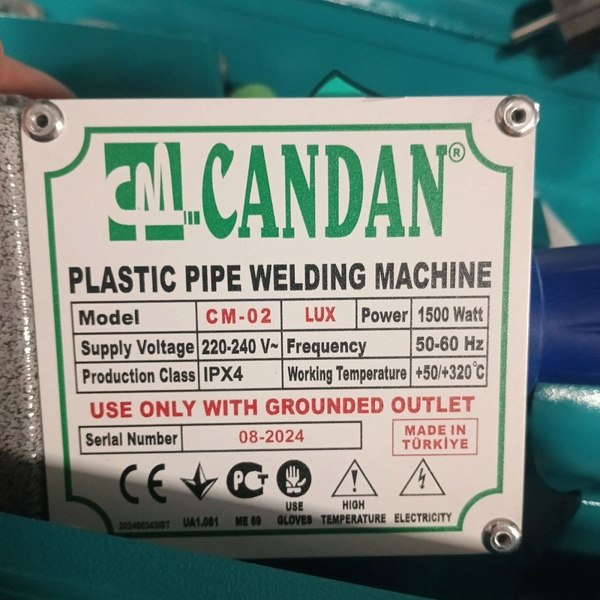 CM...CANDAN®
PLASTIC PIPE WELDING MACHINE
Model CM-02 LUX Power 1500 Watt
Supply Voltage 220-240 V~ Frequency 50-60 Hz
Production Class IPX4 Working Temperature +50/+320°C
USE ONLY WITH GROUNDED OUTLET
Serial Number 08-2024
MADE IN
TÜRKİYE
CE PCT
UA1.081 ME 69
USE
GLOVES
HIGH
TEMPERATURE
ELECTRICITY